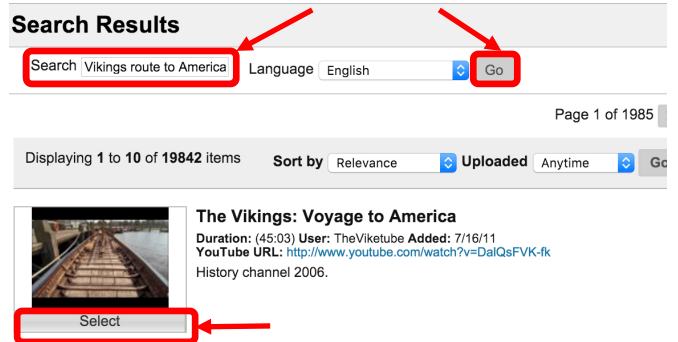 Search Results
Search Vikings route to America Language English Go
Page 1 of 1985
Displaying 1 to 10 of 19842 items Sort by Relevance Uploaded Anytime Go
The Vikings: Voyage to America
Duration: (45:03) User: TheViketube Added: 7/16/11
YouTube URL: http://www.youtube.com/watch?v=DalQsFVK-fk
History channel 2006.
Select